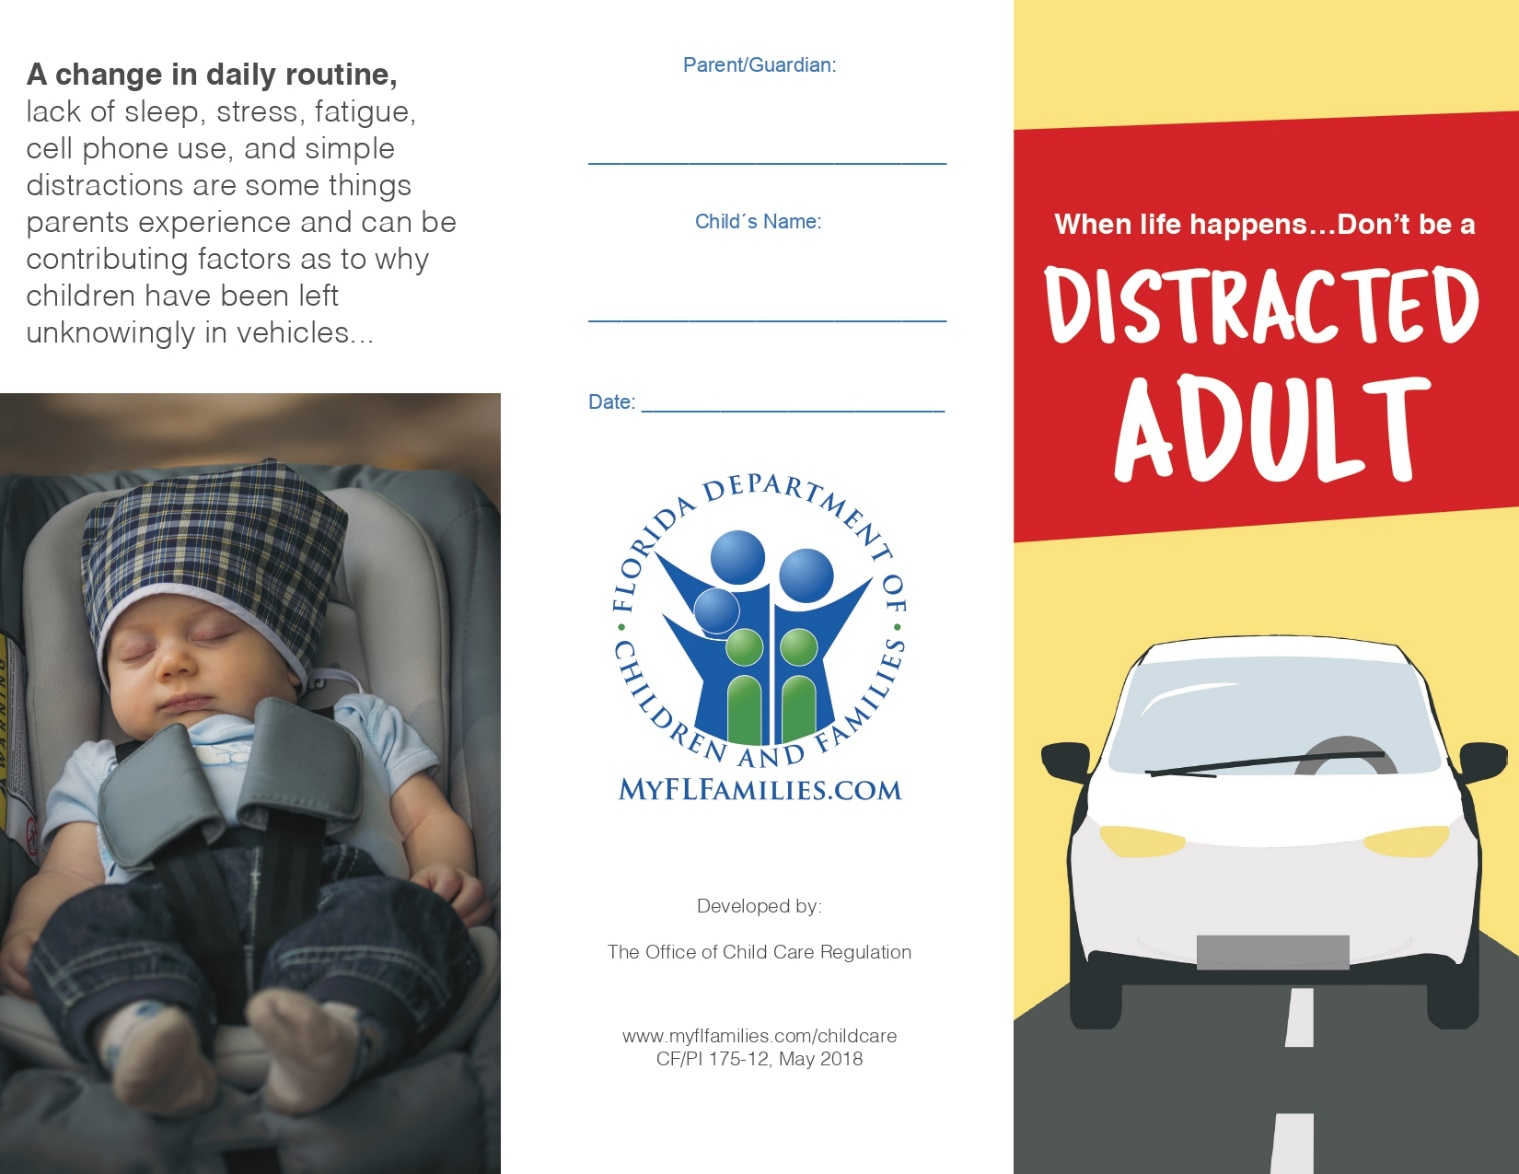 A change in daily routine,
lack of sleep, stress, fatigue,
cell phone use, and simple
distractions are some things
parents experience and can be
contributing factors as to why
children have been left
unknowingly in vehicles...
WARNING
Parent/Guardian:
Child´s Name:
Date:
FLORIDA DEPARTMENT OF
CHILDREN AND FAMILIES
MYFLFAMILIES.COM
Developed by:
The Office of Child Care Regulation
www.myflfamilies.com/childcare
CF/PI 175-12, May 2018
When life happens...Don't be a
DISTRACTED
ADULT